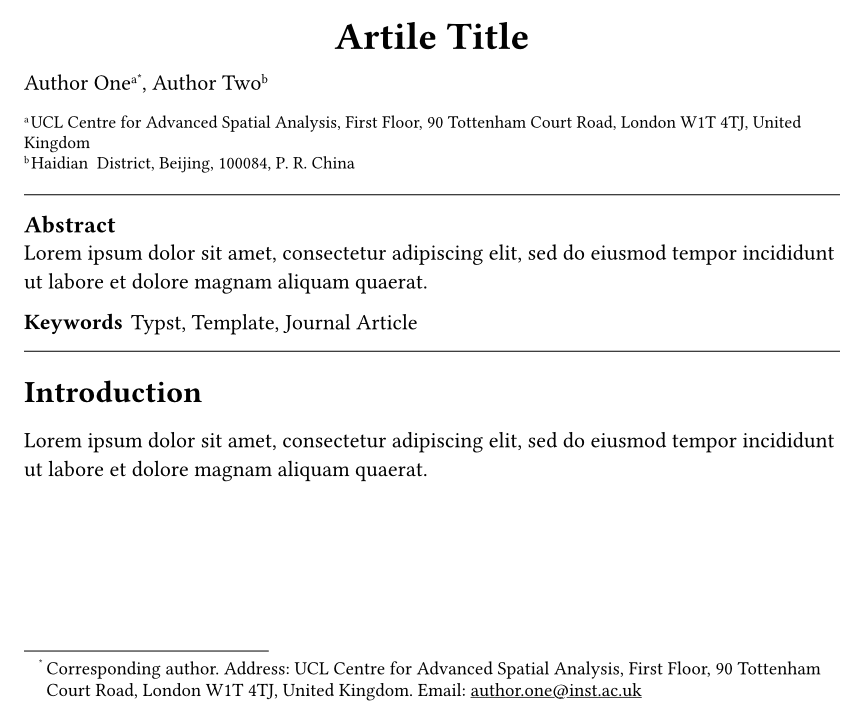 Artile Title
Author Oneᵃ*, Author Twoᵇ
ᵃUCL Centre for Advanced Spatial Analysis, First Floor, 90 Tottenham Court Road, London W1T 4TJ, United
Kingdom
ᵇHaidian District, Beijing, 100084, P. R. China
Abstract
Lorem ipsum dolor sit amet, consectetur adipiscing elit, sed do eiusmod tempor incididunt
ut labore et dolore magnam aliquam quaerat.
Keywords Typst, Template, Journal Article
Introduction
Lorem ipsum dolor sit amet, consectetur adipiscing elit, sed do eiusmod tempor incididunt
ut labore et dolore magnam aliquam quaerat.
* Corresponding author. Address: UCL Centre for Advanced Spatial Analysis, First Floor, 90 Tottenham
Court Road, London W1T 4TJ, United Kingdom. Email: author.one@inst.ac.uk